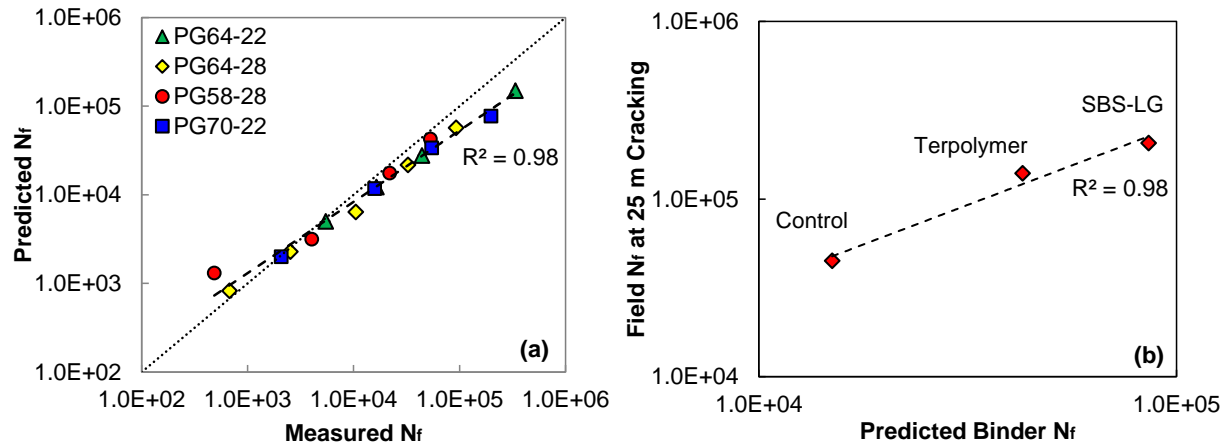 1.0E+06
1.0E+05
1.0E+04
1.0E+03
1.0E+02
Predicted Nf
PG64-22
PG64-28
PG58-28
PG70-22
R² = 0.98
(a)
1.0E+02 1.0E+03 1.0E+04 1.0E+05 1.0E+06
Measured Nf
1.0E+06
1.0E+05
1.0E+04
Field Nf at 25 m Cracking
SBS-LG
Terpolymer
R² = 0.98
Control
(b)
1.0E+04 1.0E+05
Predicted Binder Nf